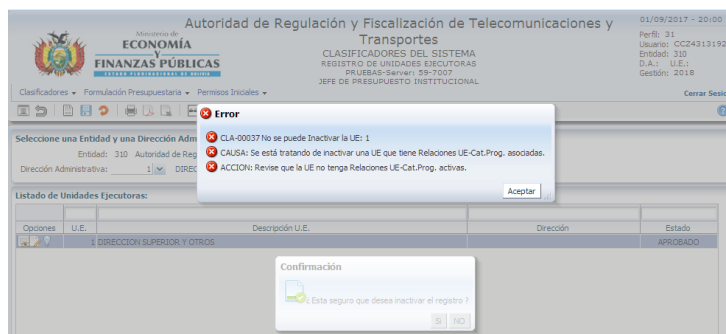 Autoridad de Regulación y Fiscalización de Telecomunicaciones y
Transportes
01/09/2017 - 20:00
Ministerio de
ECONOMÍA
Y
FINANZAS PÚBLICAS
ESTADO PLURINACIONAL DE BOLIVIA
CLASIFICADORES DEL SISTEMA
REGISTRO DE UNIDADES EJECUTORAS
PRUEBAS-Server: 59-7007
JEFE DE PRESUPUESTO INSTITUCIONAL
Perfil: 31
Usuario: CCZ4313192
Entidad: 310
D.A.: U.E.:
Gestión: 2018
Clasificadores Formulación Presupuestaria Permisos Iniciales
Cerrar Sesió
Error
CLA-00037 No se puede Inactivar la UE: 1
CAUSA: Se está tratando de inactivar una UE que tiene Relaciones UE-Cat.Prog. asociadas.
ACCION: Revise que la UE no tenga Relaciones UE-Cat.Prog. activas.
Aceptar
Seleccione una Entidad y una Dirección Adm
Entidad: 310 Autoridad de Reg
Dirección Administrativa: 1 DIREC
Listado de Unidades Ejecutoras:
Opciones U.E. Descripción U.E. Dirección Estado
1 DIRECCION SUPERIOR Y OTROS APROBADO
Confirmación
¿Esta seguro que desea inactivar el registro ?
SI NO